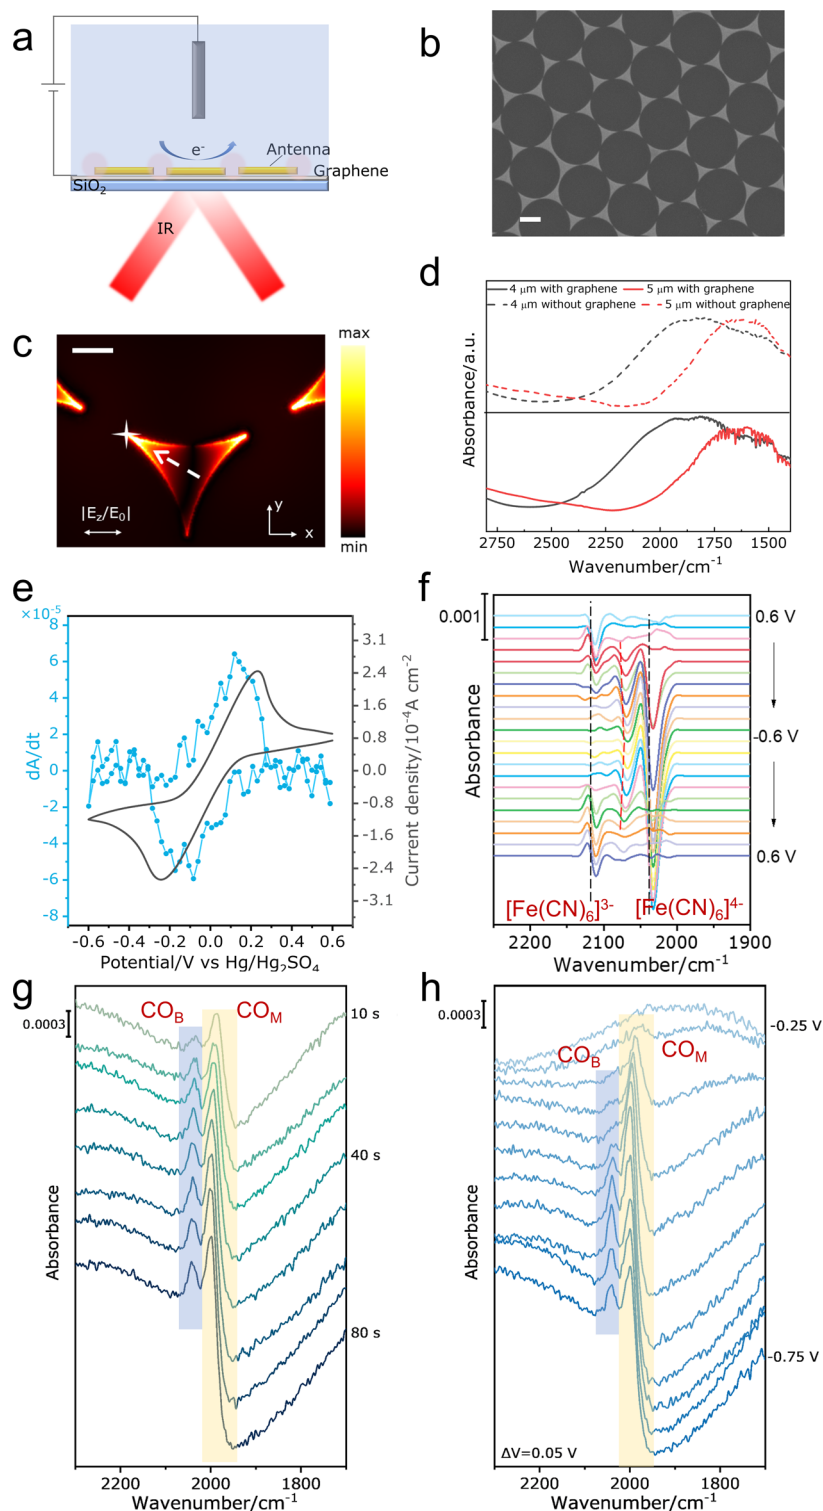 a
e-
Antenna
Graphene
SiO2
IR
b
c
max
min
|Ez/E0|
y
x
d
4 μm with graphene
5 μm with graphene
4 μm without graphene
5 μm without graphene
Absorbance/a.u.
2750 2500 2250 2000 1750 1500
Wavenumber/cm-1
e
×10-5
8
6
4
2
0
-2
-4
-6
-8
dA/dt
3.1
2.4
1.6
0.8
0.0
-0.8
-1.6
-2.4
-3.1
Current density/10-4A cm-2
-0.6 -0.4 -0.2 0.0 0.2 0.4 0.6
Potential/V vs Hg/Hg2SO4
f
0.001
0.6 V
-0.6 V
0.6 V
Absorbance
[Fe(CN)6]3-
[Fe(CN)6]4-
2200 2100 2000 1900
Wavenumber/cm-1
g
0.0003
COB
COM
10 s
40 s
80 s
Absorbance
2200 2000 1800
Wavenumber/cm-1
h
0.0003
COB
COM
-0.25 V
-0.75 V
ΔV=0.05 V
Absorbance
2200 2000 1800
Wavenumber/cm-1